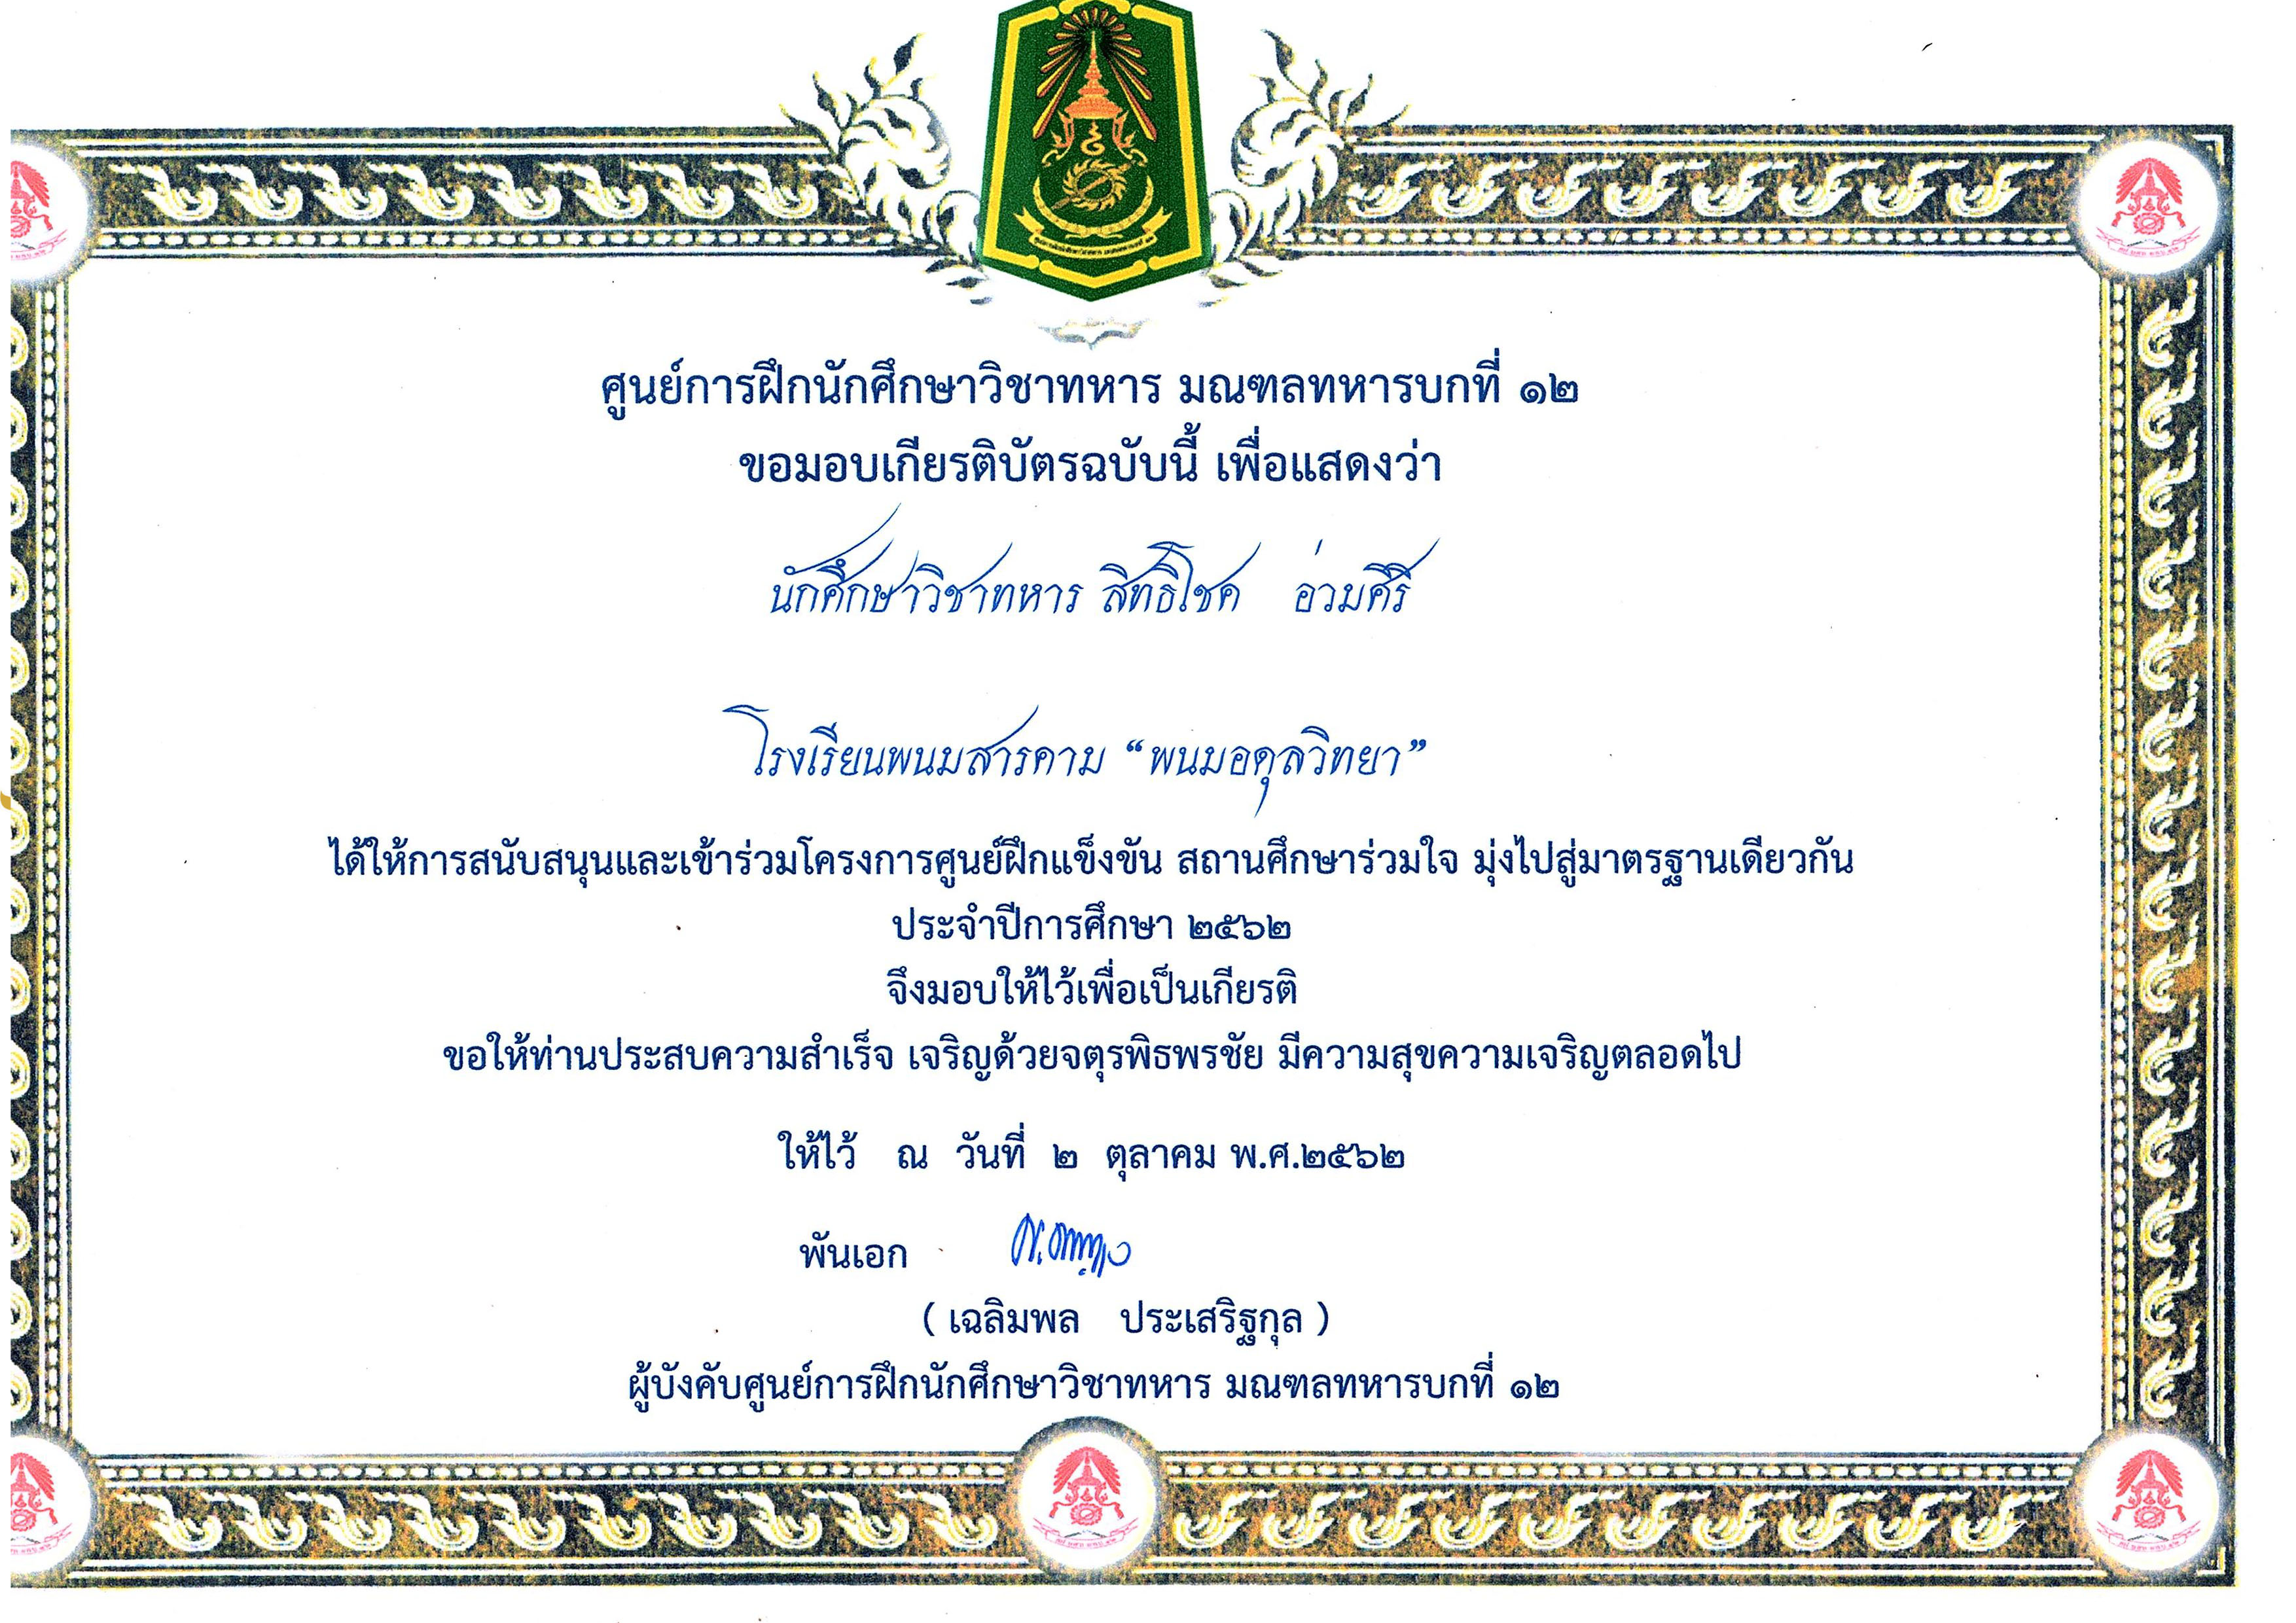 ศูนย์การฝึกนักศึกษาวิชาทหาร มณฑลทหารบกที่ ๑๒
ขอมอบเกียรติบัตรฉบับนี้ เพื่อแสดงว่า
นักศึกษาวิชาทหาร สิทธิโชค อ่วมศิริ
โรงเรียนพนมสารคาม “พนมอดุลวิทยา”
ได้ให้การสนับสนุนและเข้าร่วมโครงการศูนย์ฝึกแข็งขัน สถานศึกษาร่วมใจ มุ่งไปสู่มาตรฐานเดียวกัน
ประจำปีการศึกษา ๒๕๖๒
จึงมอบให้ไว้เพื่อเป็นเกียรติ
ขอให้ท่านประสบความสำเร็จ เจริญด้วยจตุรพิธพรชัย มีความสุขความเจริญตลอดไป
ให้ไว้ ณ วันที่ ๒ ตุลาคม พ.ศ.๒๕๖๒
พันเอก
( เฉลิมพล ประเสริฐกุล )
ผู้บังคับศูนย์การฝึกนักศึกษาวิชาทหาร มณฑลทหารบกที่ ๑๒